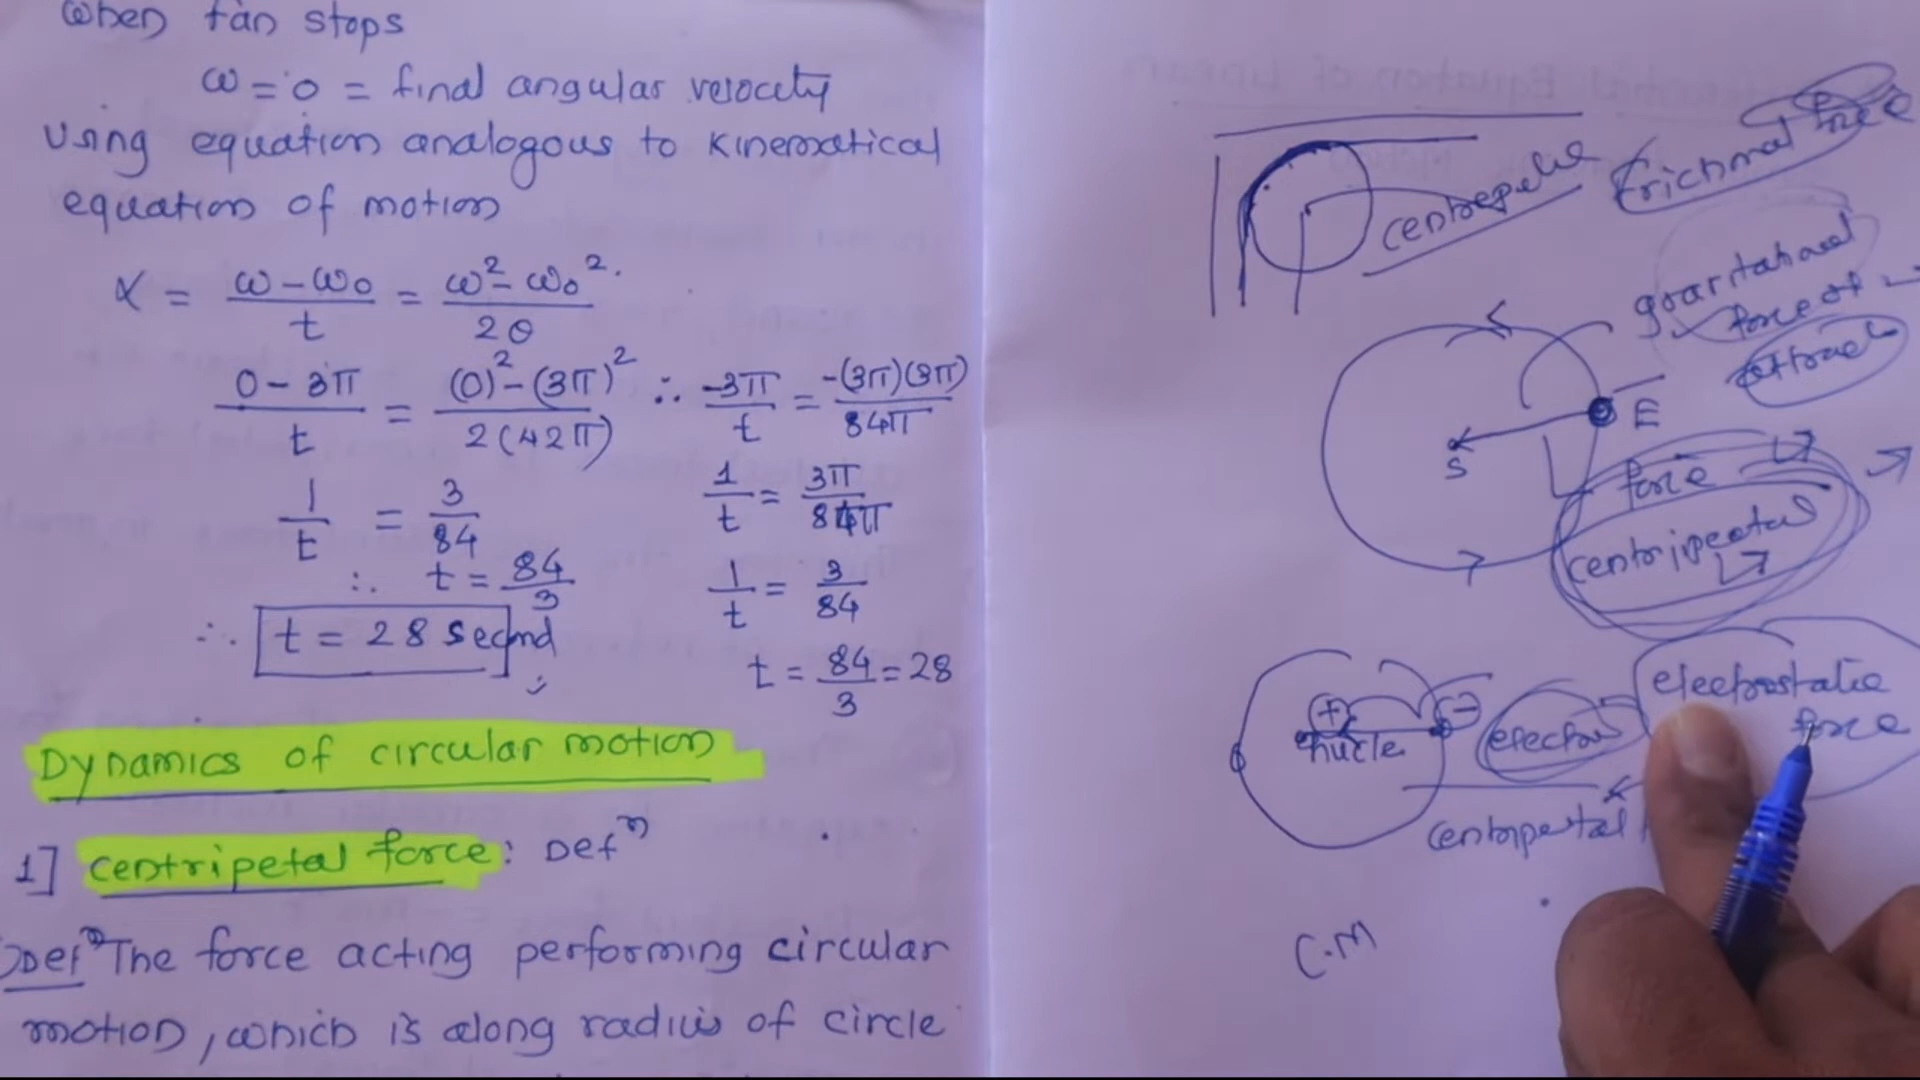 when fan stops
ω = 0 = final angular velocity
Using equation analogous to Kinematical
equation of motion
α = ω - ω₀ / t = ω² - ω₀² / 2θ
0 - 3π / t = (0)² - (3π)² / 2(42π) ∴ -3π / t = -(3π)(3π) / 84π
1/t = 3/84
1/t = 3π / 84π
∴ t = 84/3
1/t = 3/84
∴ t = 28 second
t = 84/3 = 28
Dynamics of circular motion
1] centripetal force: Defⁿ
Defⁿ The force acting performing circular
motion, which is along radius of circle
frictional force
gravitational
force of
attrac
E
S
force
centripetal
+
-
nucle
electron
electrostatic
force
centripetal
C.M